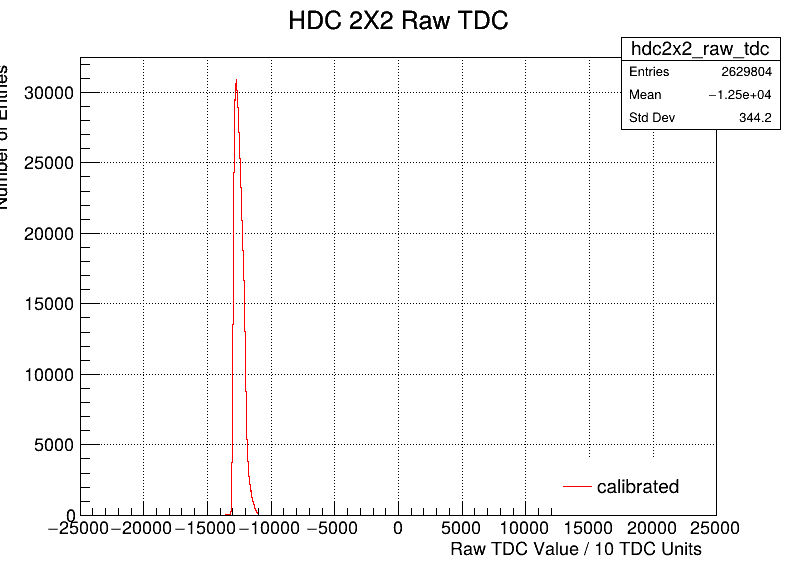 HDC 2X2 Raw TDC
hdc2x2_raw_tdc
Entries 2629804
Mean −1.25e+04
Std Dev 344.2
Number of Entries
30000
25000
20000
15000
10000
5000
0
−25000 −20000 −15000 −10000 −5000 0 5000 10000 15000 20000 25000
calibrated
Raw TDC Value / 10 TDC Units